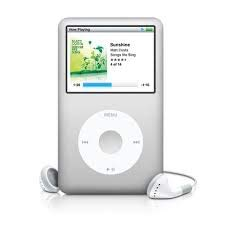 Now Playing
Sunshine
Matt Costa
Songs We Sing
4 of 14
MENU